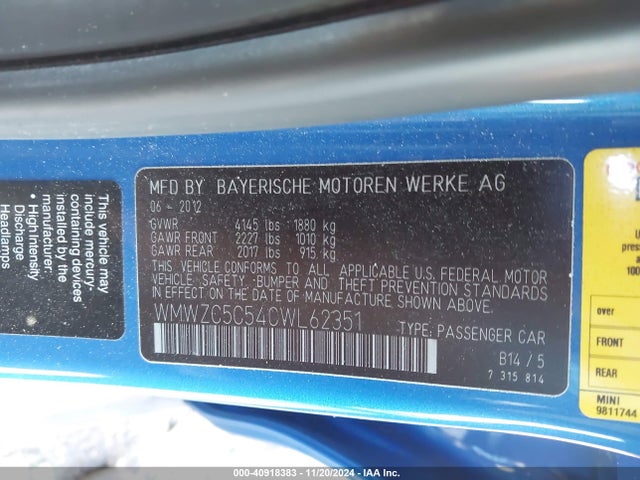 This vehicle may
include mercury-
containing devices
installed by the
manufacturer:
• High Intensity
Discharge
Headlamps
MFD BY BAYERISCHE MOTOREN WERKE AG
06 - 2012
GVWR 4145 lbs 1880 kg
GAWR FRONT 2227 lbs 1010 kg
GAWR REAR 2017 lbs 915 kg
THIS VEHICLE CONFORMS TO ALL APPLICABLE U.S. FEDERAL MOTOR
VEHICLE SAFETY -BUMPER AND THEFT PREVENTION STANDARDS
IN EFFECT ON THE DATE OF MANUFACTURE SHOWN ABOVE.
WMWZC5C54CWL62351 TYPE: PASSENGER CAR
B14 / 5
7 315 814
over
FRONT
REAR
MINI
9811744
000-40918383 - 11/20/2024 - IAA Inc.